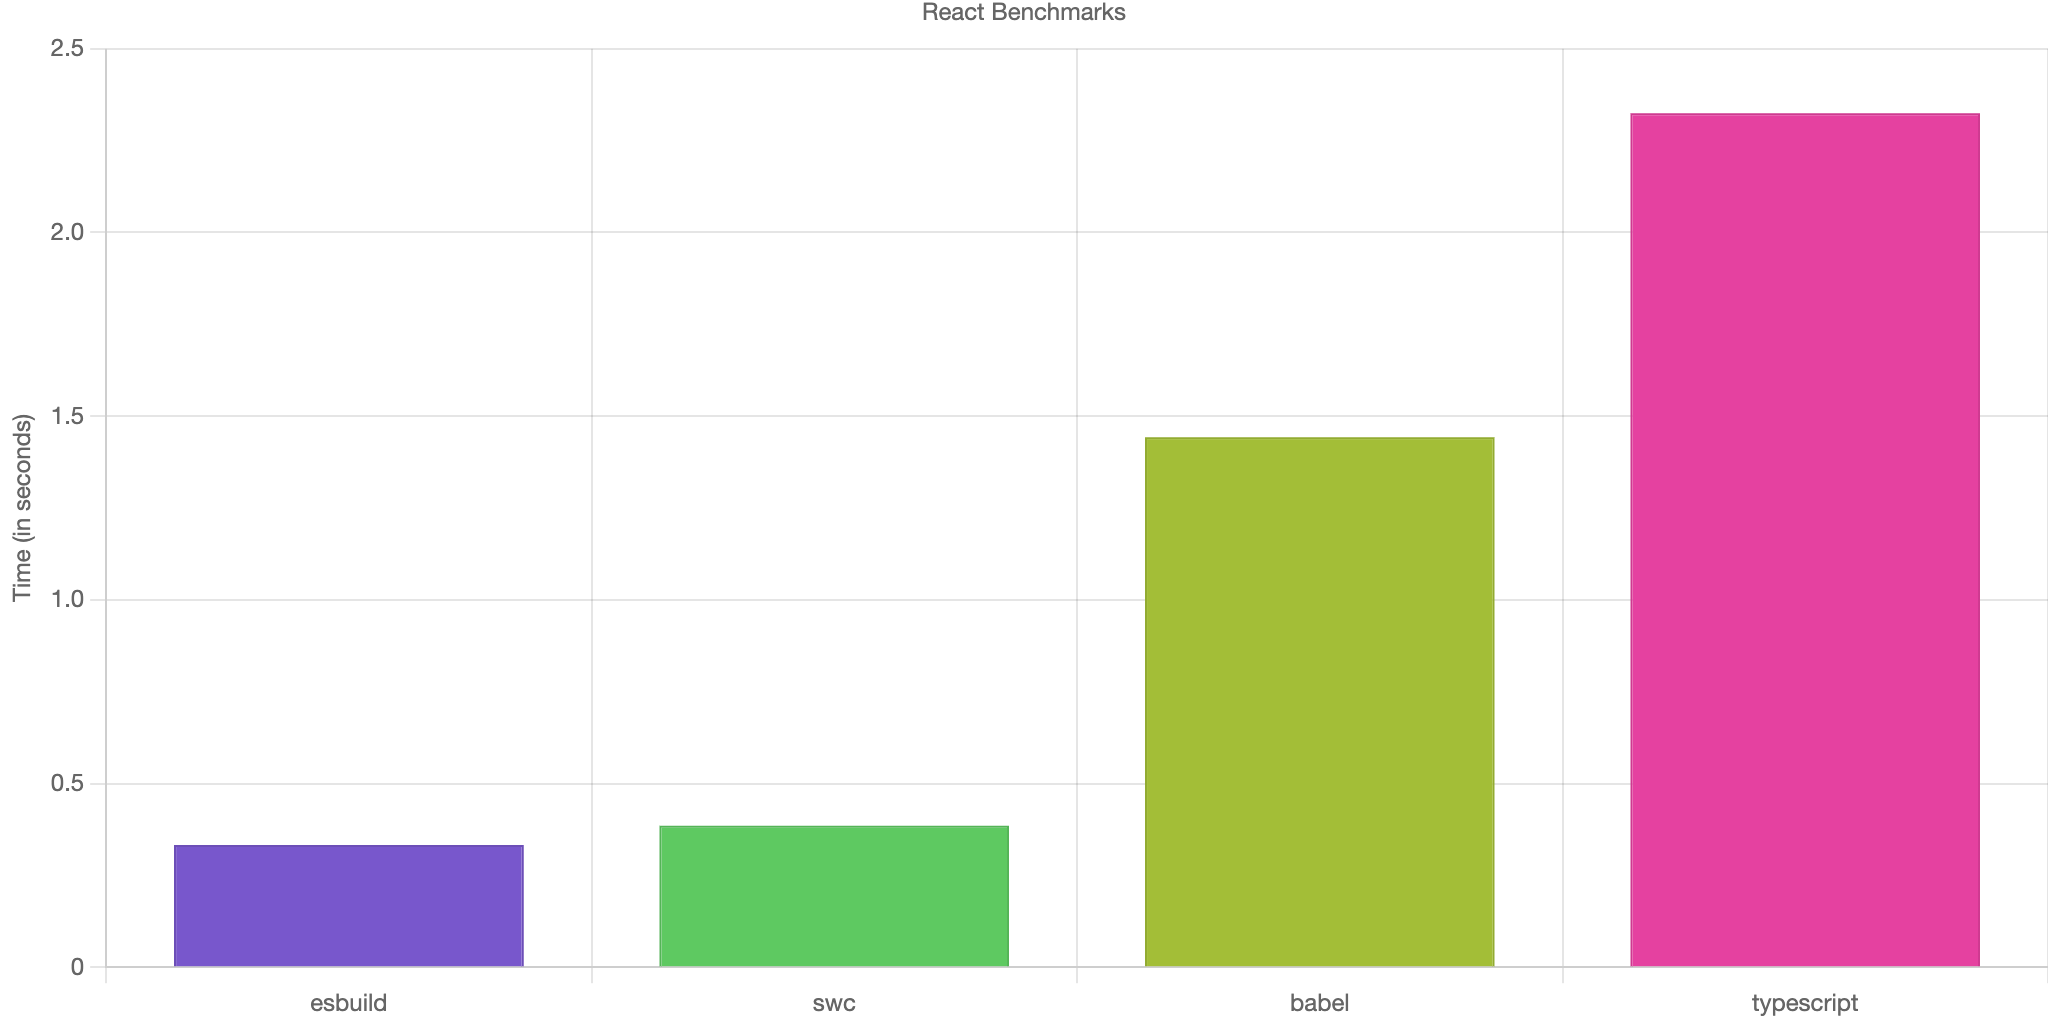 React Benchmarks
Time (in seconds)
2.5
2.0
1.5
1.0
0.5
0
esbuild
swc
babel
typescript